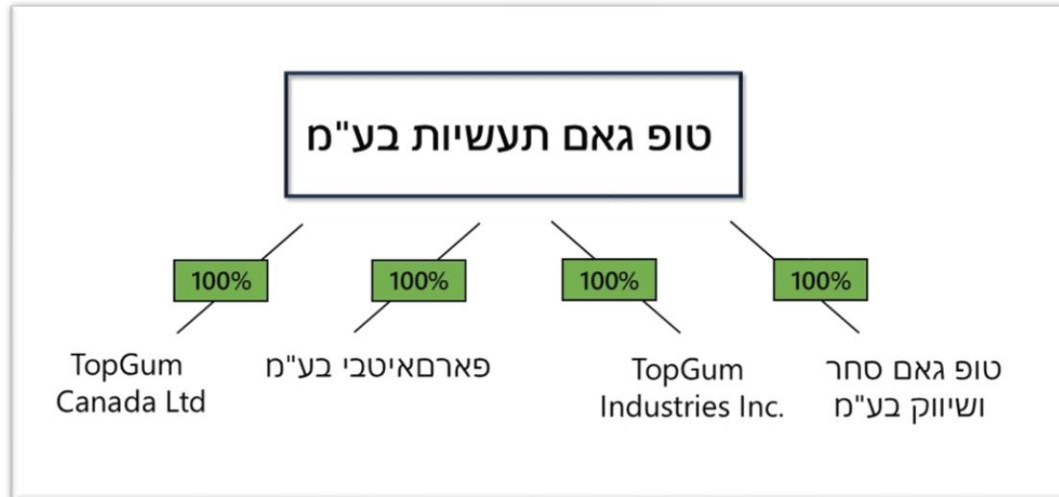 טופ גאם תעשיות בע"מ
100%
100%
100%
100%
טופ גאם סחר
ושיווק בע"מ
TopGum
Industries Inc.
פארמאיטבי בע"מ
TopGum
Canada Ltd